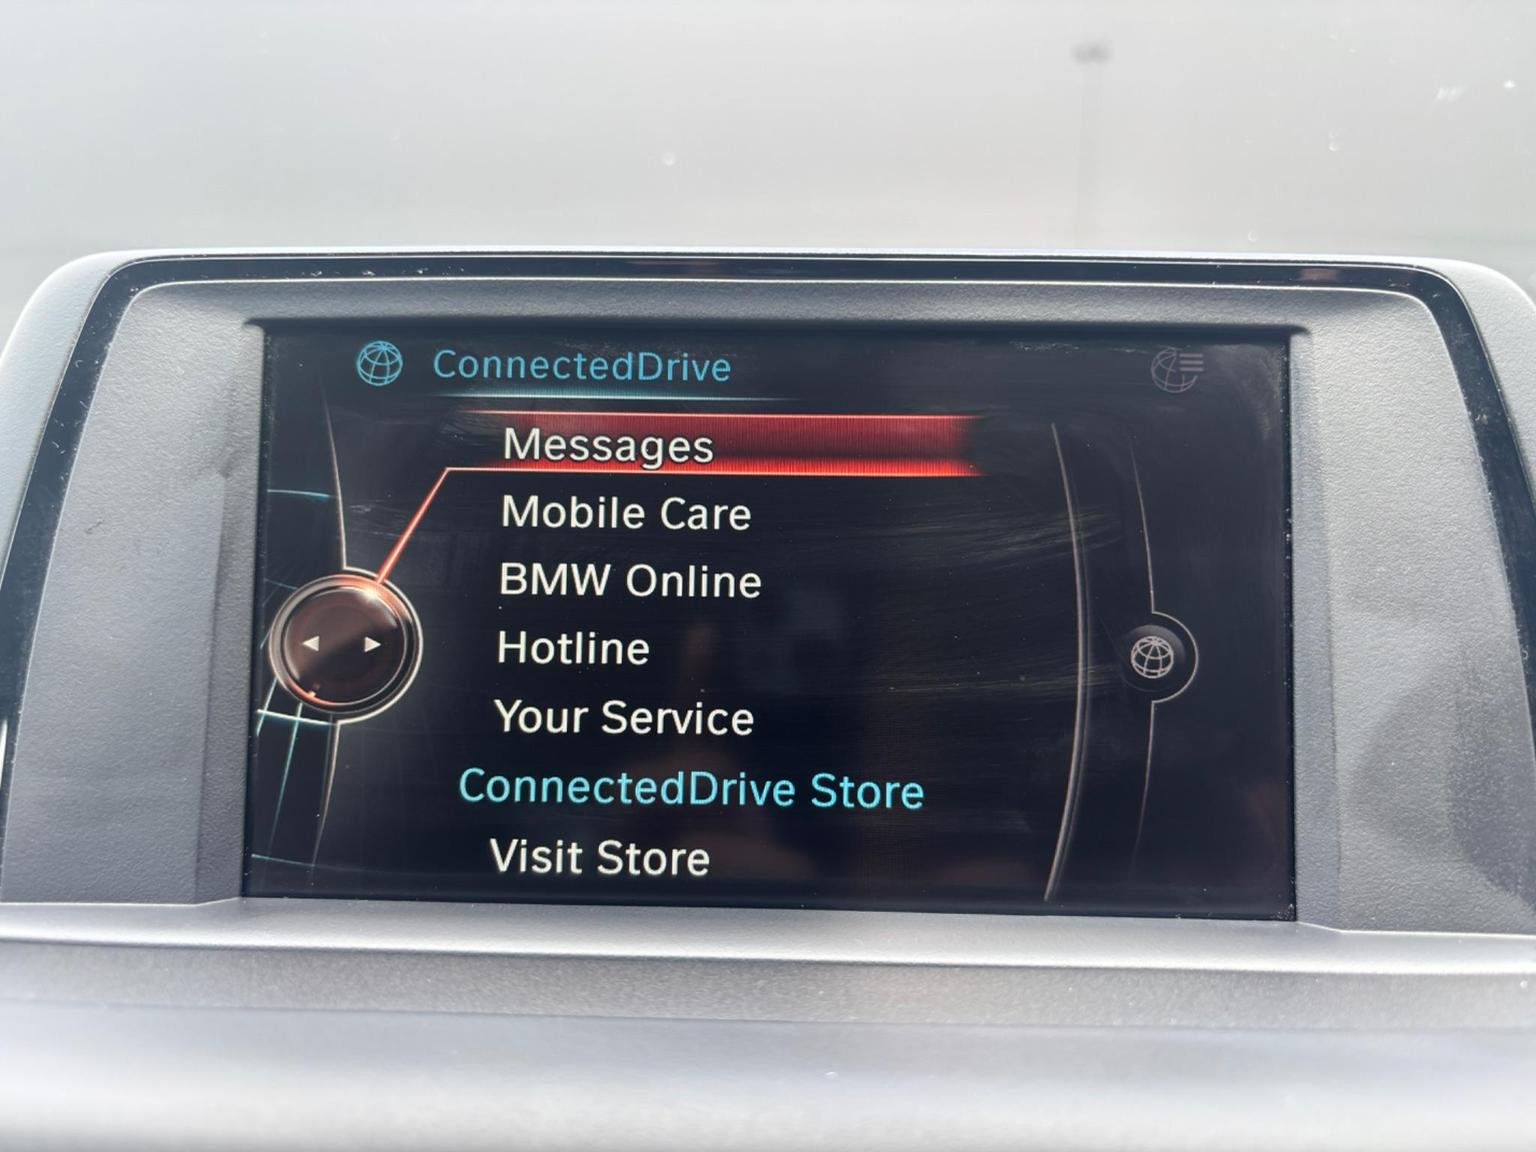 ConnectedDrive
Messages
Mobile Care
BMW Online
Hotline
Your Service
ConnectedDrive Store
Visit Store